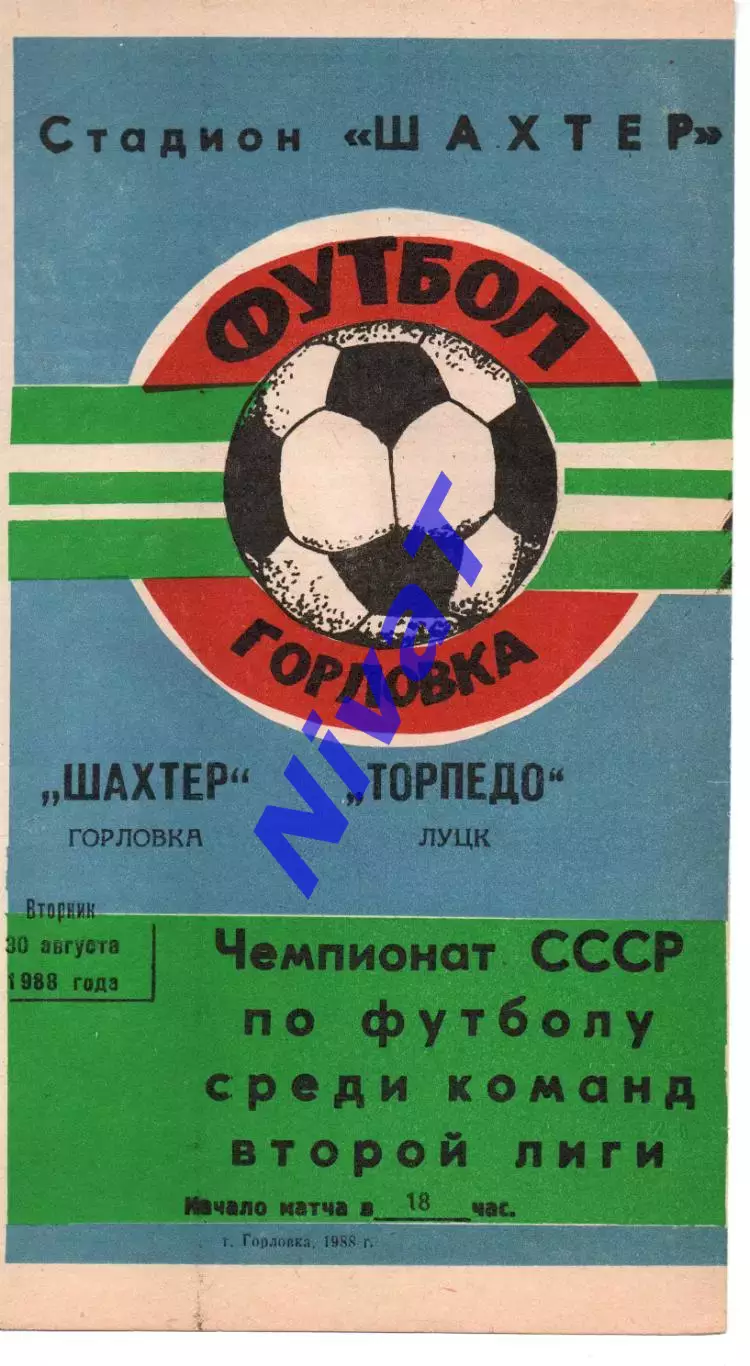 Стадион «ШАХТЕР»
ФУТБОЛ
ГОРЛОВКА
„ШАХТЕР“ „ТОРПЕДО“
ГОРЛОВКА ЛУЦК
NivaT
Вторник
30 августа
1988 года
Чемпионат СССР
по футболу
среди команд
второй лиги
Начало матча в 18 час.
г. Горловка, 1988 г.